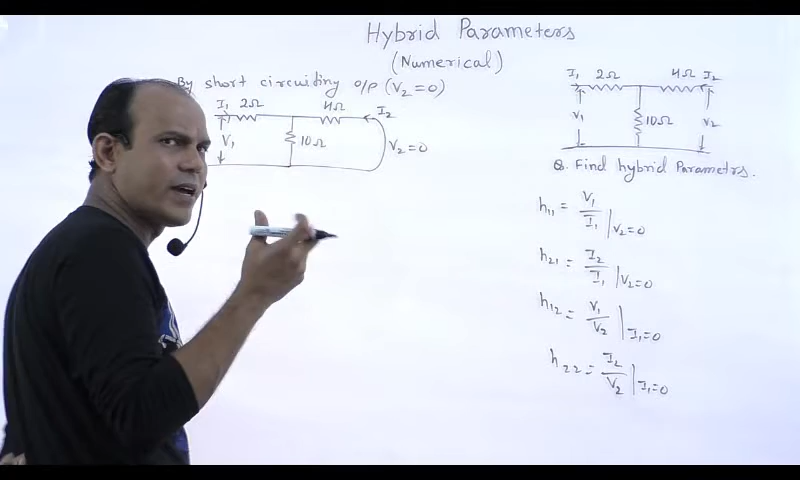 Hybrid Parameters
(Numerical)
By short circuiting o/p (V₂=0)
I₁ 2Ω 4Ω I₂
V₁ 10Ω V₂=0
I₁ 2Ω 4Ω I₂
V₁ 10Ω V₂
Q. Find hybrid Parametrs.
h₁₁ = V₁/I₁ |V₂=0
h₂₁ = I₂/I₁ |V₂=0
h₁₂ = V₁/V₂ |I₁=0
h₂₂ = I₂/V₂ |I₁=0